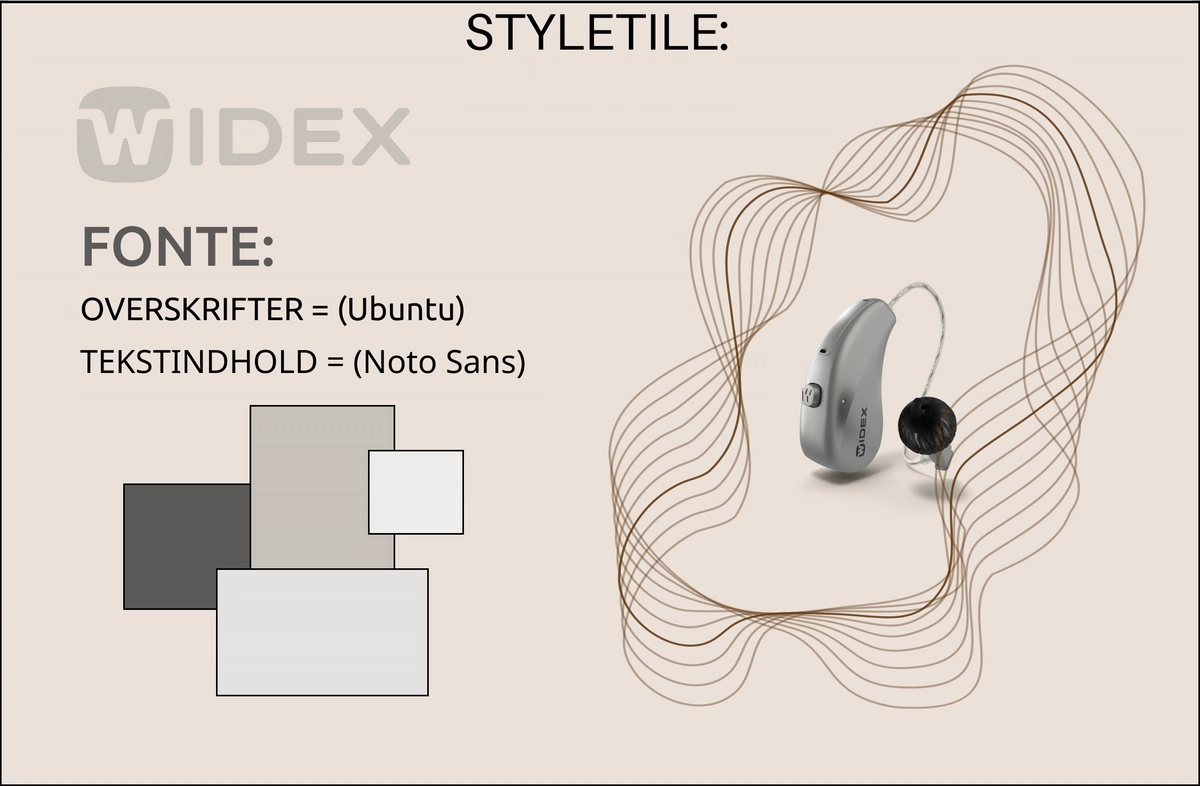 STYLETILE:
WIDEX
FONTE:
OVERSKRIFTER = (Ubuntu)
TEKSTINDHOLD = (Noto Sans)
WIDEX